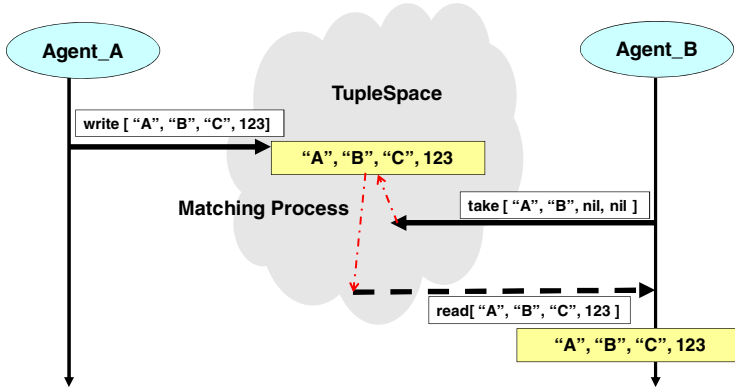 Agent_A
Agent_B
TupleSpace
write [ “A”, “B”, “C”, 123]
“A”, “B”, “C”, 123
Matching Process
take [ “A”, “B”, nil, nil ]
read[ “A”, “B”, “C”, 123 ]
“A”, “B”, “C”, 123